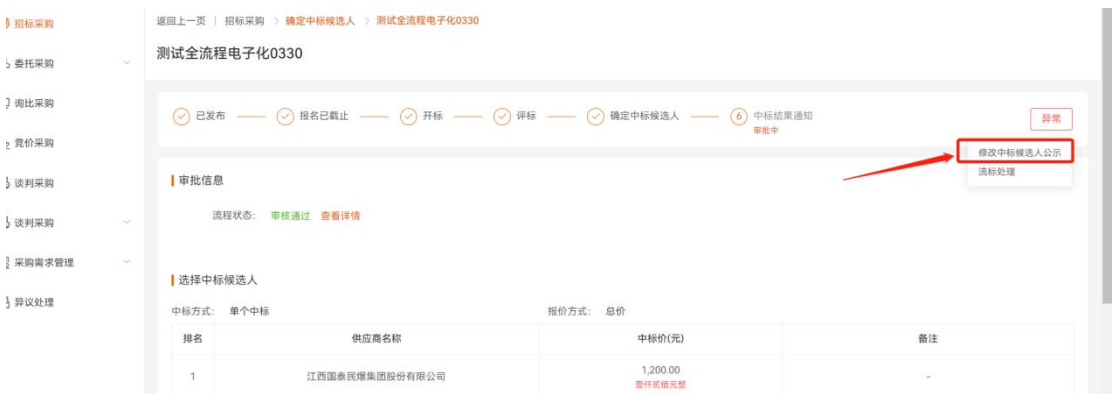 招标采购
委托采购
询比采购
竞价采购
谈判采购
谈判采购
采购需求管理
异议处理
返回上一页 | 招标采购 > 确定中标候选人 > 测试全流程电子化0330
测试全流程电子化0330
已发布 报名已截止 开标 评标 确定中标候选人 6 中标结果通知
审批中
异常
修改中标候选人公示
流标处理
审批信息
流程状态: 审核通过 查看详情
选择中标候选人
中标方式: 单个中标 报价方式: 总价
排名 供应商名称 中标价(元) 备注
1 江西国泰民爆集团股份有限公司 1,200.00 -
壹仟贰佰元整